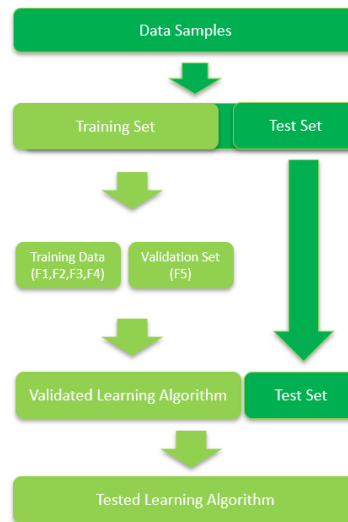 Data Samples
Training Set
Test Set
Training Data
(F1,F2,F3,F4)
Validation Set
(F5)
Validated Learning Algorithm
Test Set
Tested Learning Algorithm